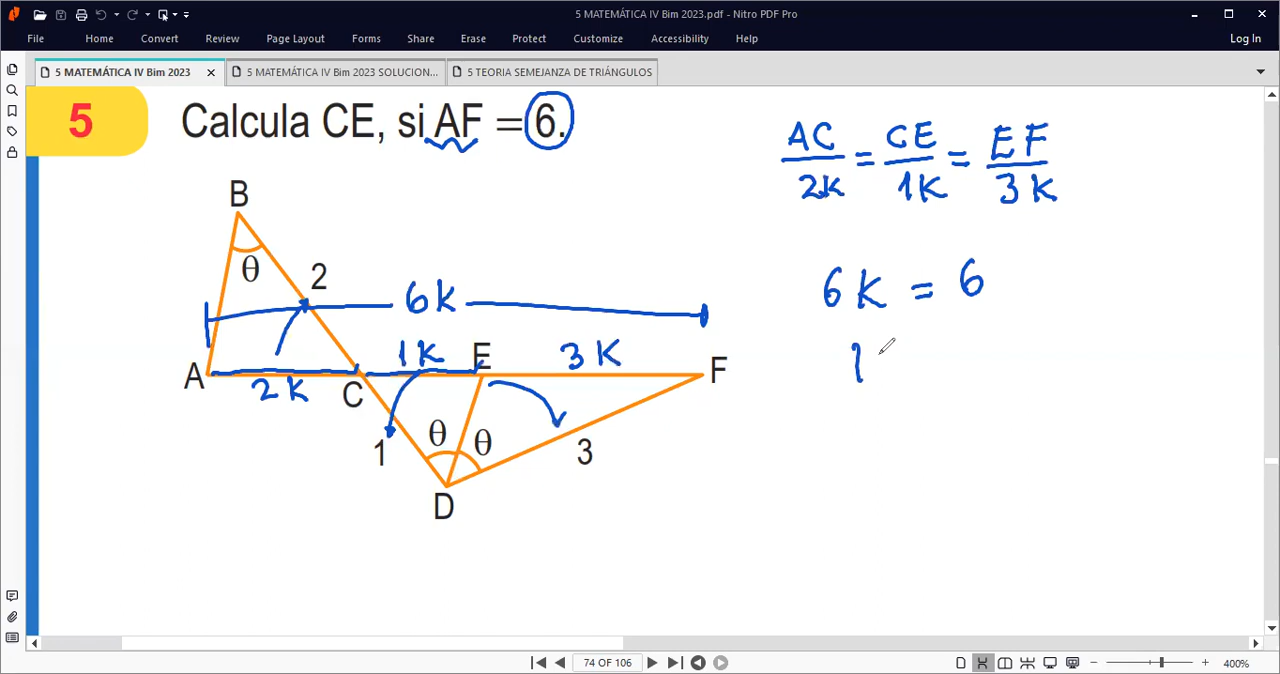 5 MATEMÁTICA IV Bim 2023.pdf - Nitro PDF Pro
File Home Convert Review Page Layout Forms Share Erase Protect Customize Accessibility Help Log In
5 MATEMÁTICA IV Bim 2023 5 MATEMÁTICA IV Bim 2023 SOLUCION... 5 TEORIA SEMEJANZA DE TRIÁNGULOS
5 Calcula CE, si AF = 6.
AC/2K = CE/1K = EF/3K
B
θ 2
6K
6K = 6
A 2K C 1K E 3K F
1
1 θ θ 3
D
74 OF 106 400%